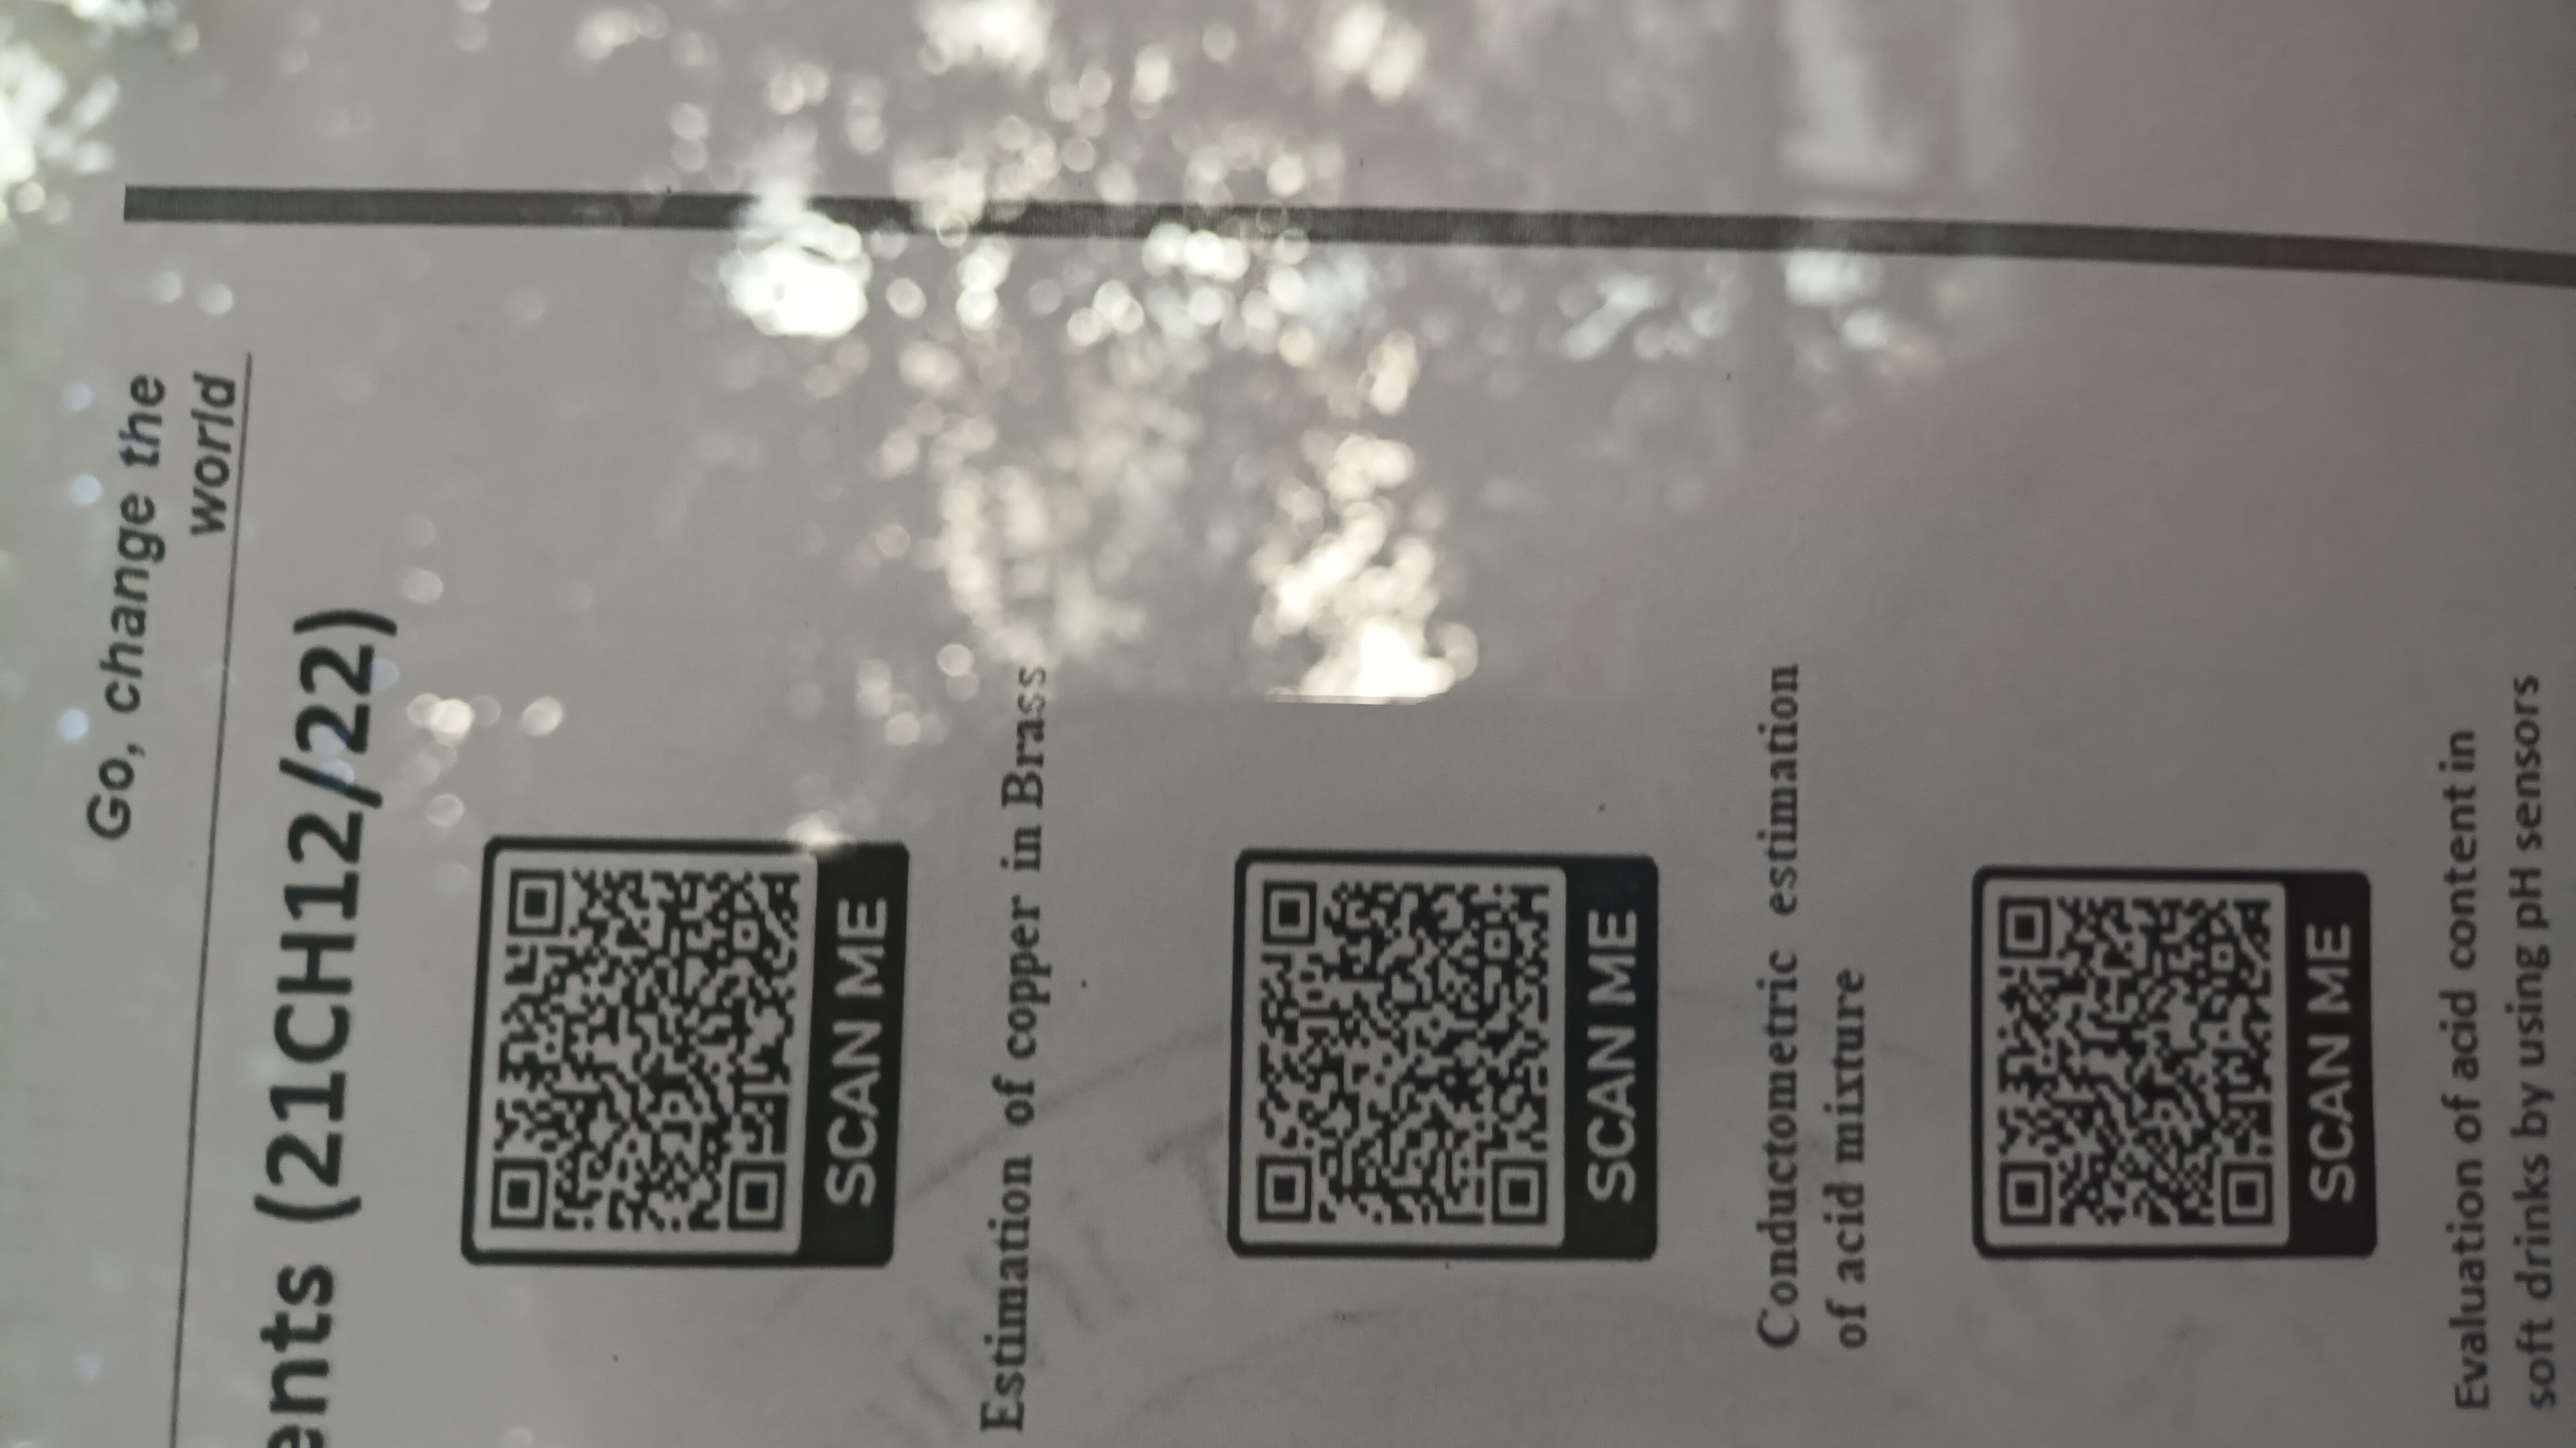 Go, change the
world
ents (21CH12/22)
SCAN ME
Estimation of copper in Brass
SCAN ME
Conductometric estimation
of acid mixture
SCAN ME
Evaluation of acid content in
soft drinks by using pH sensors